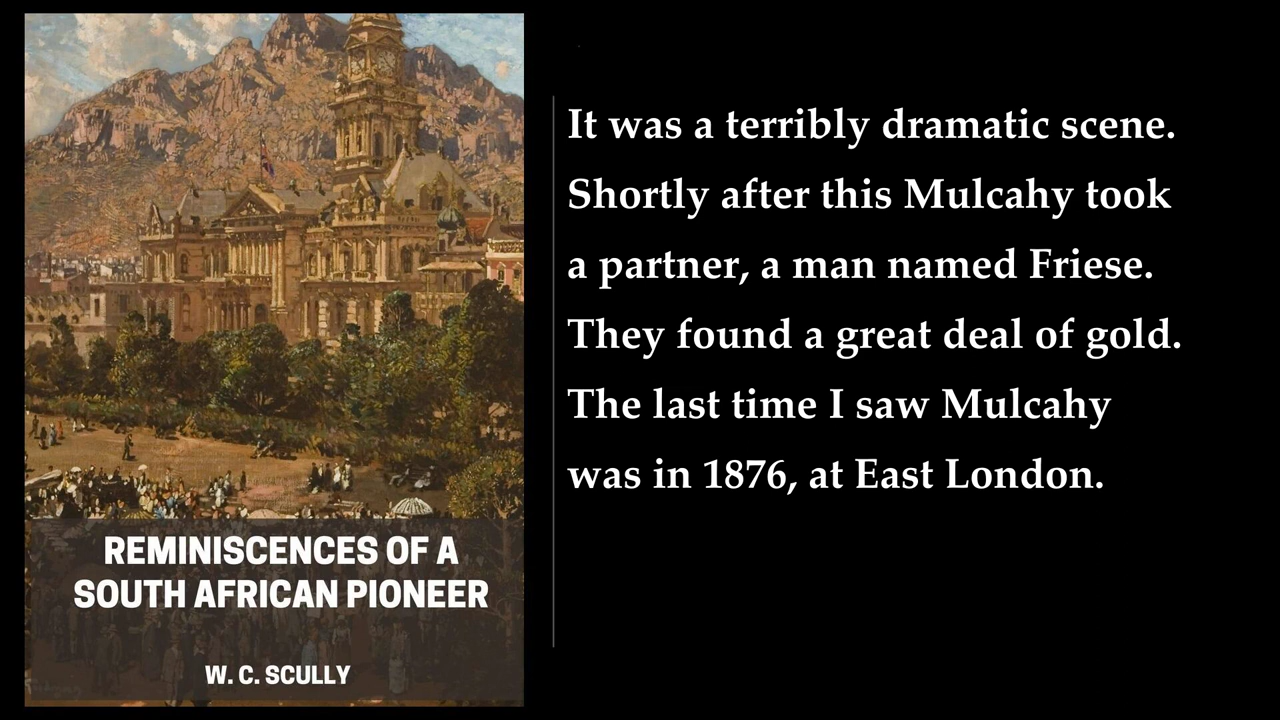 It was a terribly dramatic scene.
Shortly after this Mulcahy took
a partner, a man named Friese.
They found a great deal of gold.
The last time I saw Mulcahy
was in 1876, at East London.
REMINISCENCES OF A
SOUTH AFRICAN PIONEER
W. C. SCULLY